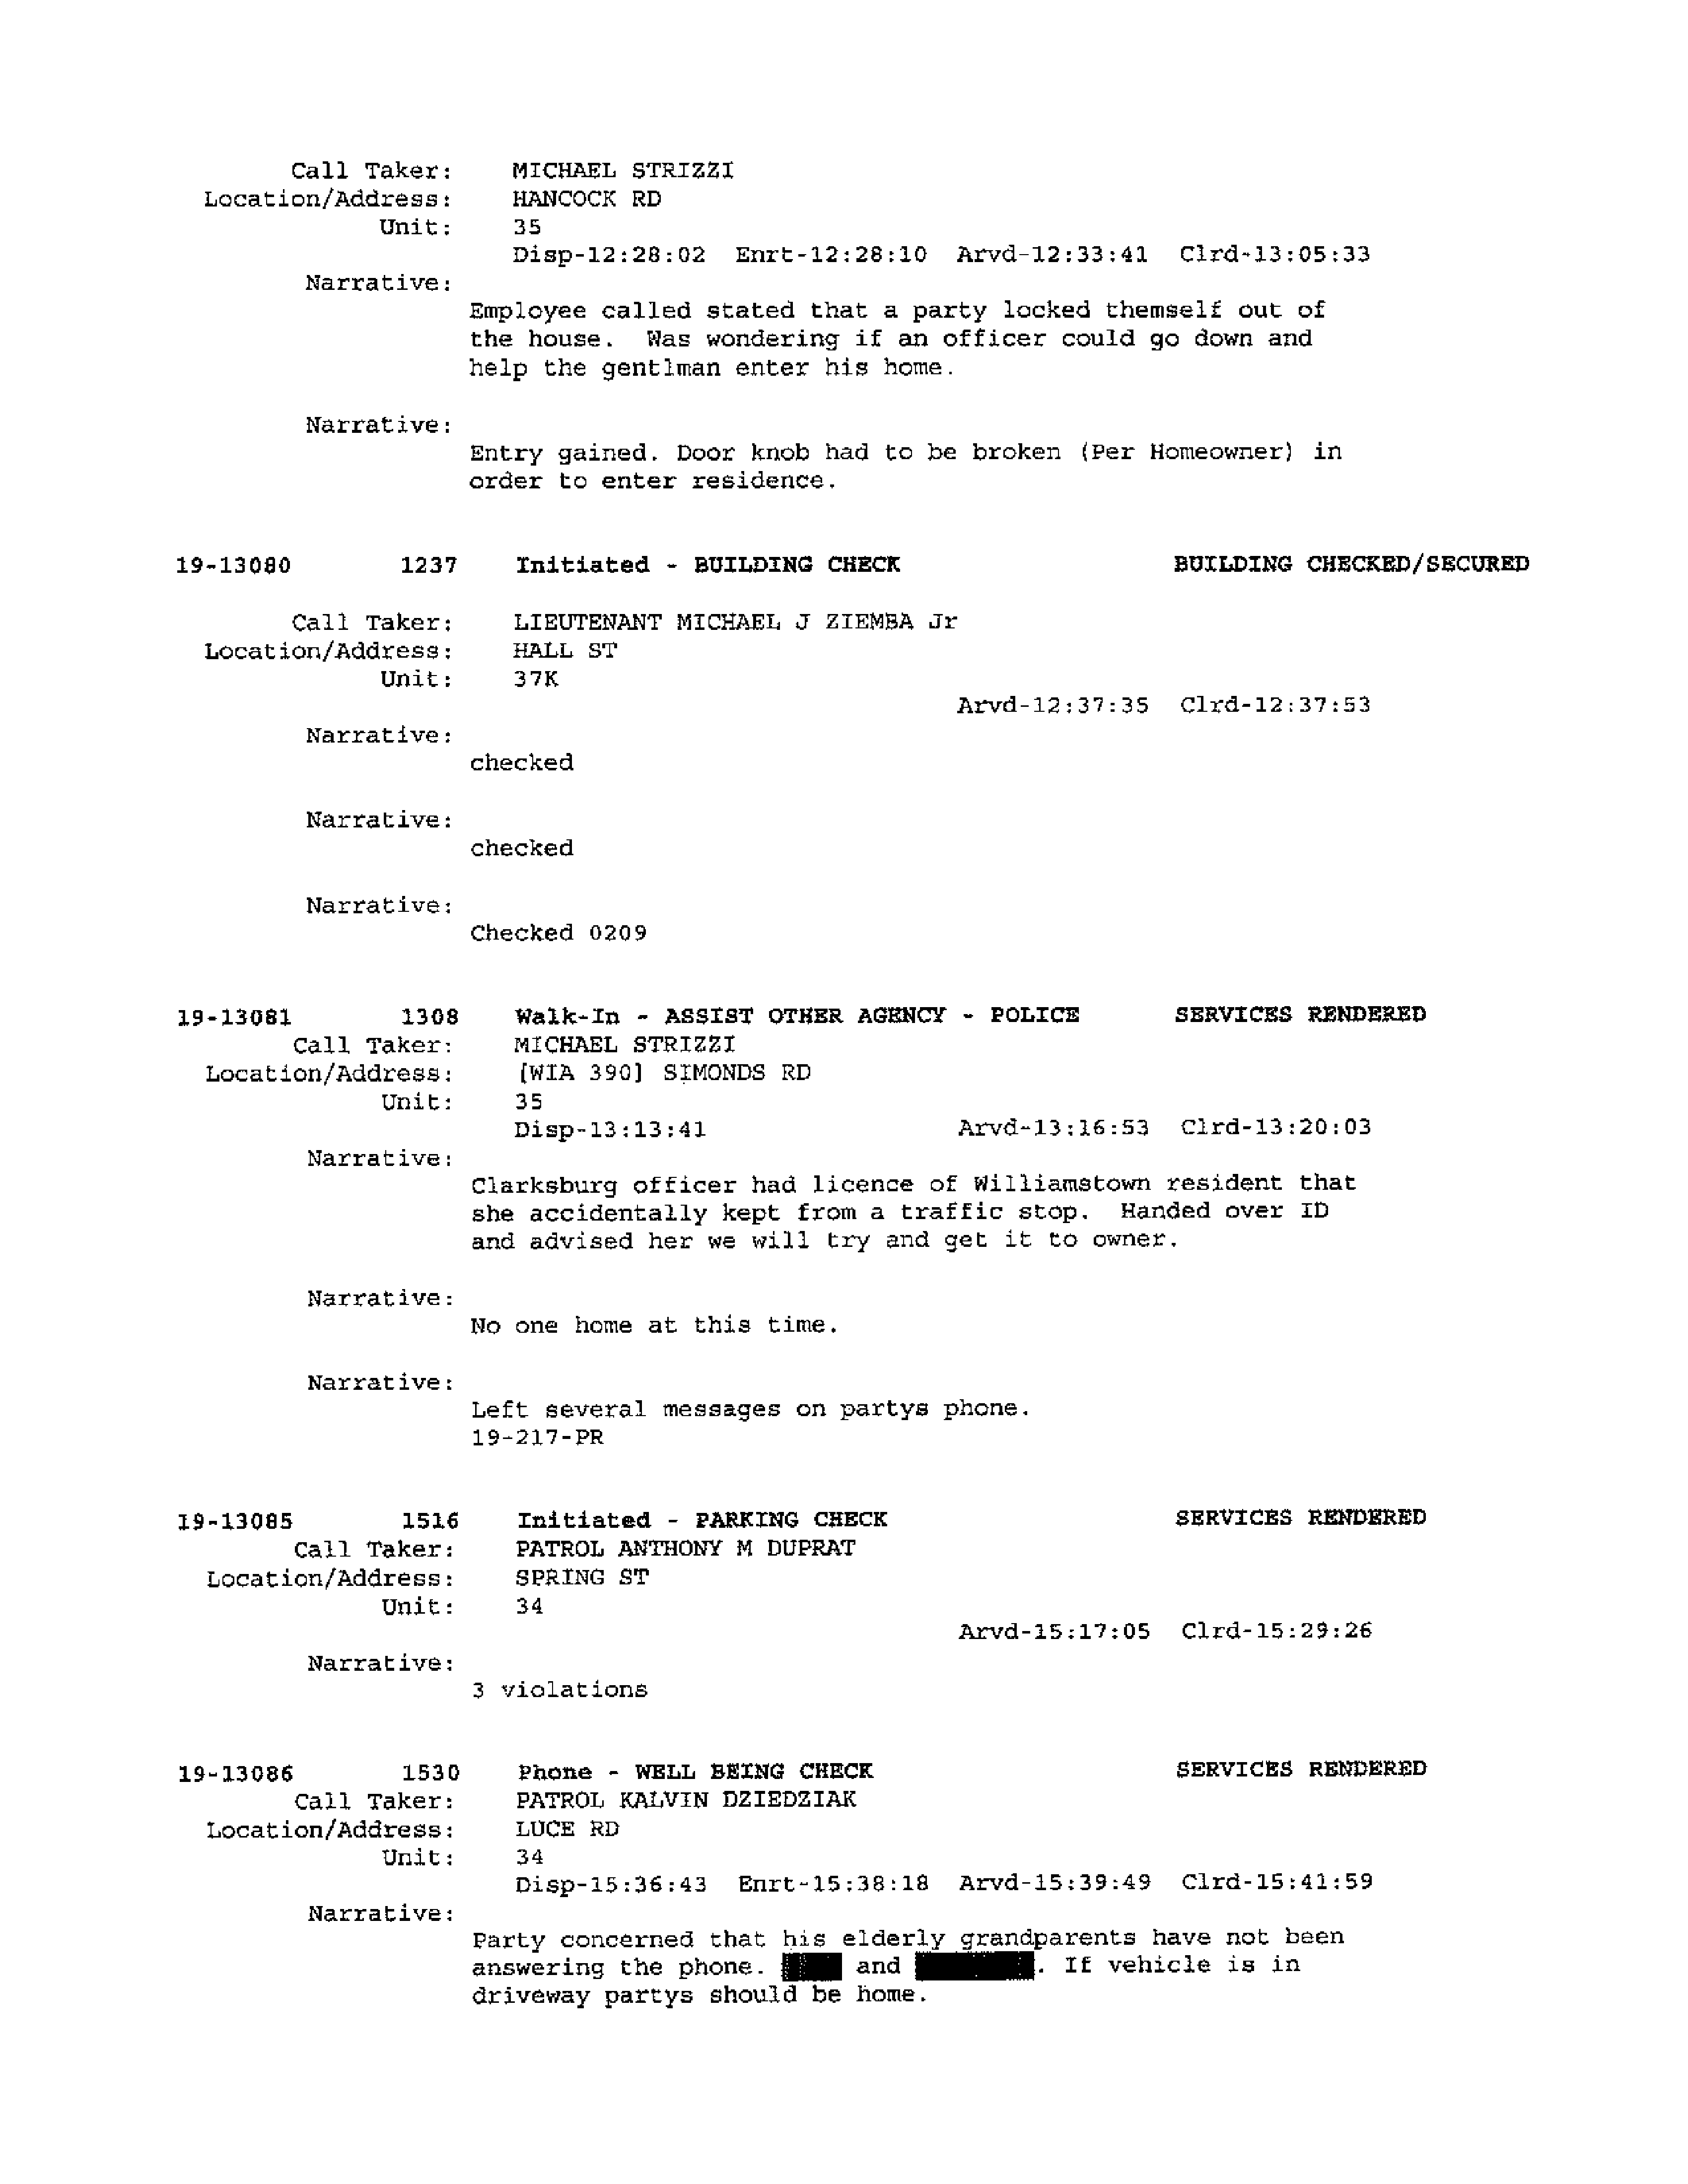 Call Taker: MICHAEL STRIZZI
Location/Address: HANCOCK RD
Unit: 35
Disp-12:28:02 Enrt-12:28:10 Arvd-12:33:41 Clrd-13:05:33
Narrative:
Employee called stated that a party locked themself out of
the house. Was wondering if an officer could go down and
help the gentlman enter his home.
Narrative:
Entry gained. Door knob had to be broken (Per Homeowner) in
order to enter residence.
19-13080 1237 Initiated - BUILDING CHECK BUILDING CHECKED/SECURED
Call Taker: LIEUTENANT MICHAEL J ZIEMBA Jr
Location/Address: HALL ST
Unit: 37K
Arvd-12:37:35 Clrd-12:37:53
Narrative:
checked
Narrative:
checked
Narrative:
Checked 0209
19-13081 1308 Walk-In - ASSIST OTHER AGENCY - POLICE SERVICES RENDERED
Call Taker: MICHAEL STRIZZI
Location/Address: [WIA 390] SIMONDS RD
Unit: 35
Disp-13:13:41 Arvd-13:16:53 Clrd-13:20:03
Narrative:
Clarksburg officer had licence of Williamstown resident that
she accidentally kept from a traffic stop. Handed over ID
and advised her we will try and get it to owner.
Narrative:
No one home at this time.
Narrative:
Left several messages on partys phone.
19-217-PR
19-13085 1516 Initiated - PARKING CHECK SERVICES RENDERED
Call Taker: PATROL ANTHONY M DUPRAT
Location/Address: SPRING ST
Unit: 34
Arvd-15:17:05 Clrd-15:29:26
Narrative:
3 violations
19-13086 1530 Phone - WELL BEING CHECK SERVICES RENDERED
Call Taker: PATROL KALVIN DZIEDZIAK
Location/Address: LUCE RD
Unit: 34
Disp-15:36:43 Enrt-15:38:18 Arvd-15:39:49 Clrd-15:41:59
Narrative:
Party concerned that his elderly grandparents have not been
answering the phone. and . If vehicle is in
driveway partys should be home.